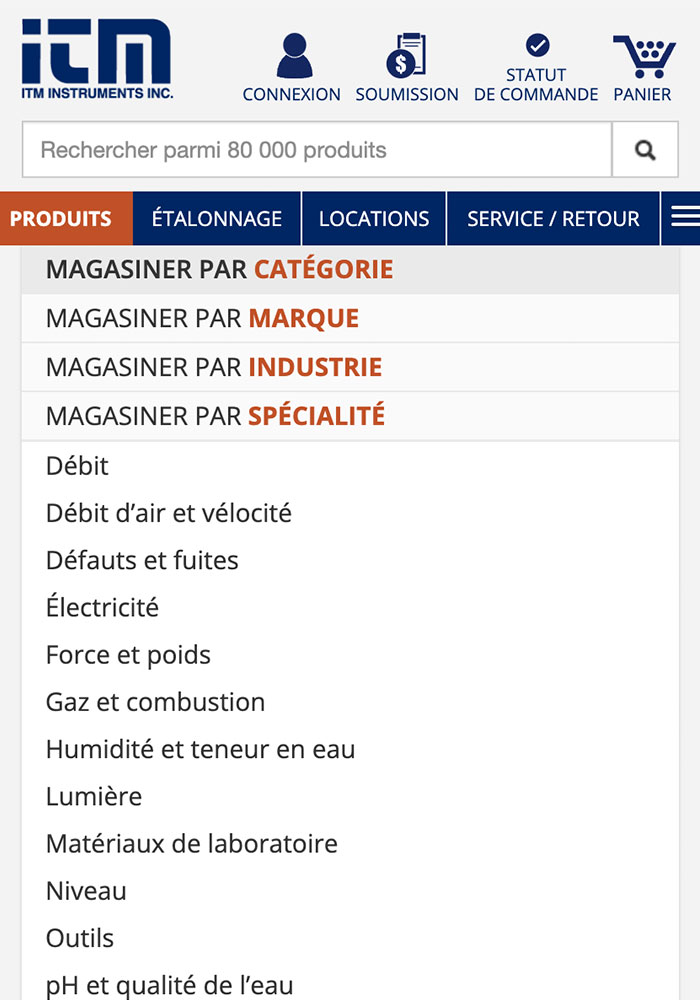 ITM
ITM INSTRUMENTS INC.
CONNEXION
$
SOUMISSION
STATUT
DE COMMANDE
PANIER
Rechercher parmi 80 000 produits
PRODUITS
ÉTALONNAGE
LOCATIONS
SERVICE / RETOUR
MAGASINER PAR CATÉGORIE
MAGASINER PAR MARQUE
MAGASINER PAR INDUSTRIE
MAGASINER PAR SPÉCIALITÉ
Débit
Débit d’air et vélocité
Défauts et fuites
Électricité
Force et poids
Gaz et combustion
Humidité et teneur en eau
Lumière
Matériaux de laboratoire
Niveau
Outils
pH et qualité de l’eau